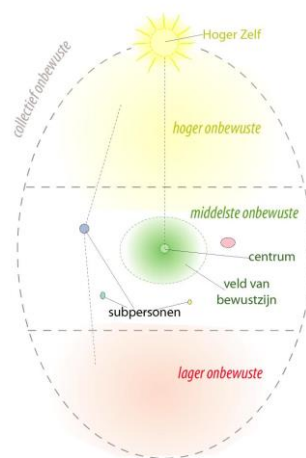 Hoger Zelf
collectief onbewuste
hoger onbewuste
middelste onbewuste
centrum
veld van
bewustzijn
subpersonen
lager onbewuste